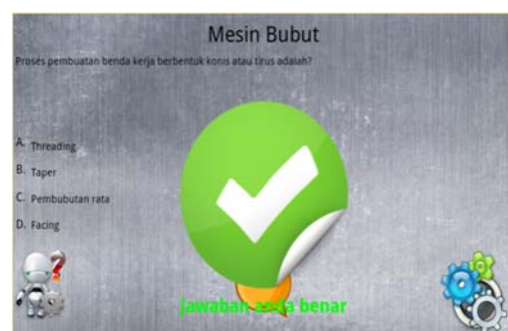 Mesin Bubut
Proses pembuatan benda kerja berbentuk konis atau tirus adalah?
A. Threading
B. Taper
C. Pembubutan rata
D. Facing
Jawaban anda benar